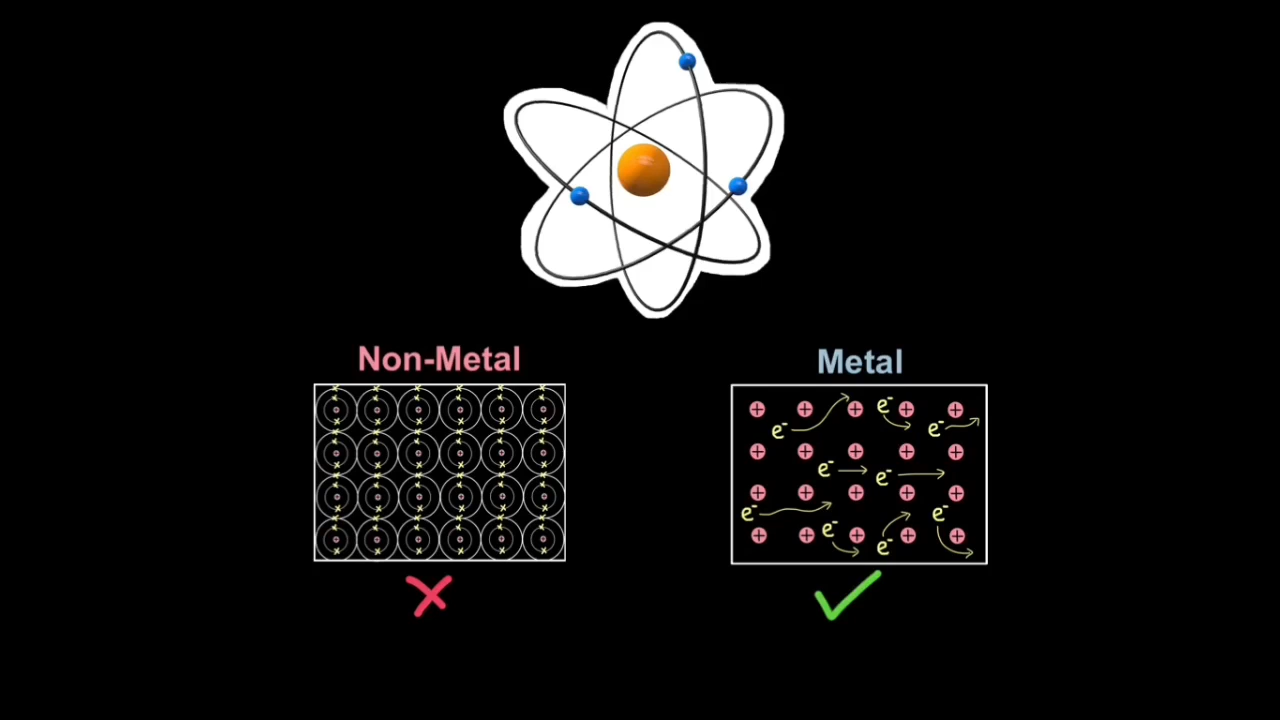 Non-Metal
Metal
+ + + e⁻ + +
e⁻ e⁻
+ + + + +
e⁻ e⁻
+ + + + +
e⁻ e⁻
+ + e⁻ + e⁻ + +